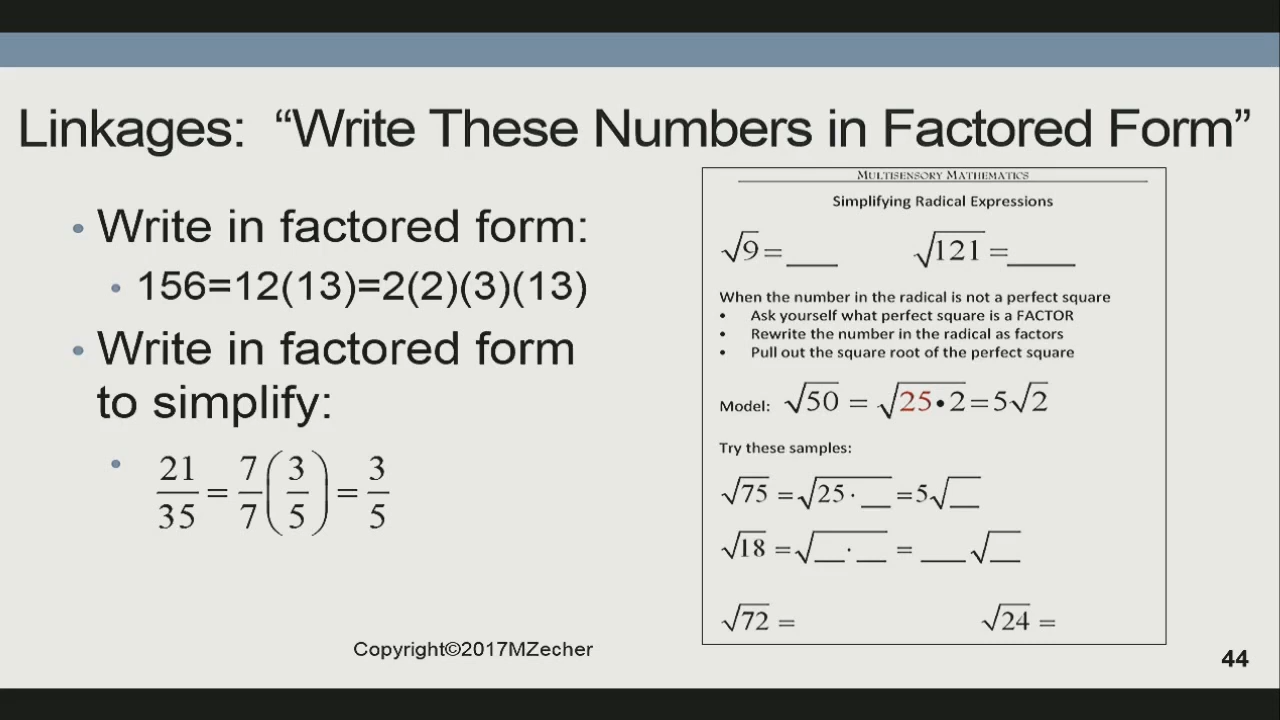 Linkages: “Write These Numbers in Factored Form”
• Write in factored form:
• 156=12(13)=2(2)(3)(13)
• Write in factored form
to simplify:
• 21/35 = 7/7 (3/5) = 3/5
Copyright©2017MZecher
MULTISENSORY MATHEMATICS
Simplifying Radical Expressions
√9 = ___ √121 = ___
When the number in the radical is not a perfect square
• Ask yourself what perfect square is a FACTOR
• Rewrite the number in the radical as factors
• Pull out the square root of the perfect square
Model: √50 = √25•2 = 5√2
Try these samples:
√75 = √25·__ = 5√__
√18 = √__·__ = ___√__
√72 = √24 =
44